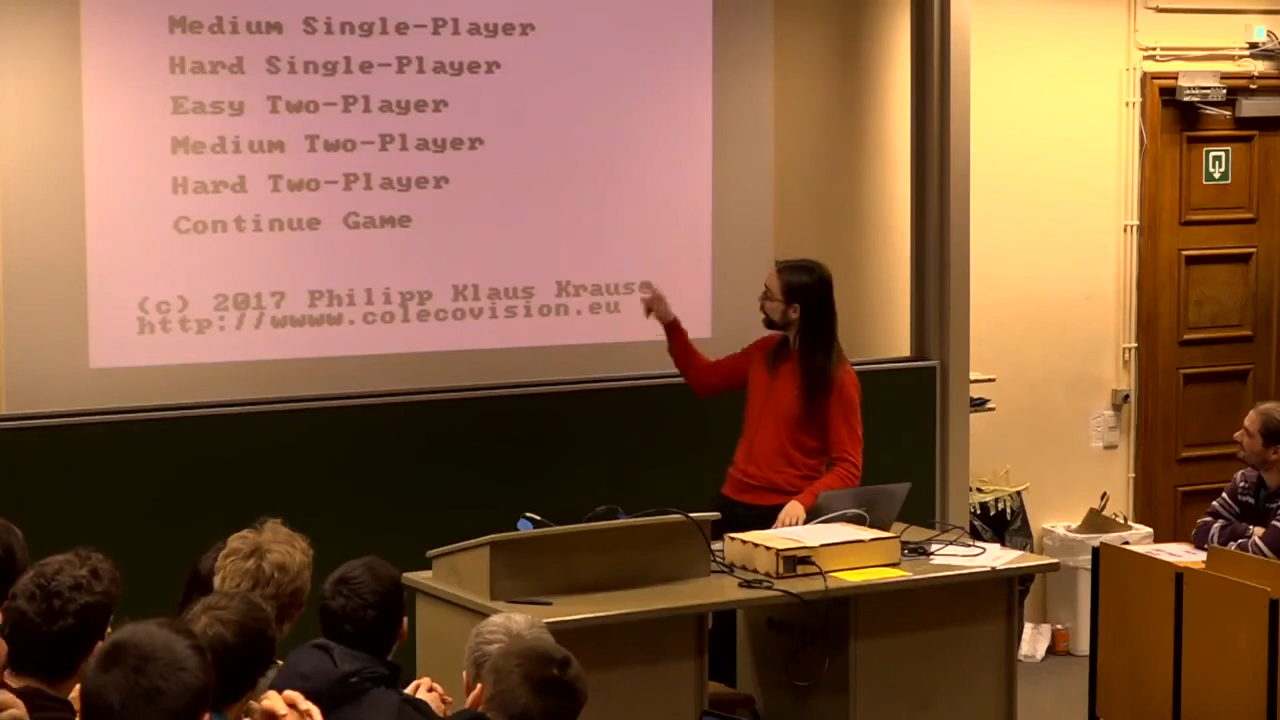 Medium Single-Player
Hard Single-Player
Easy Two-Player
Medium Two-Player
Hard Two-Player
Continue Game
(c) 2017 Philipp Klaus Krause
http://wwww.colecovision.eu